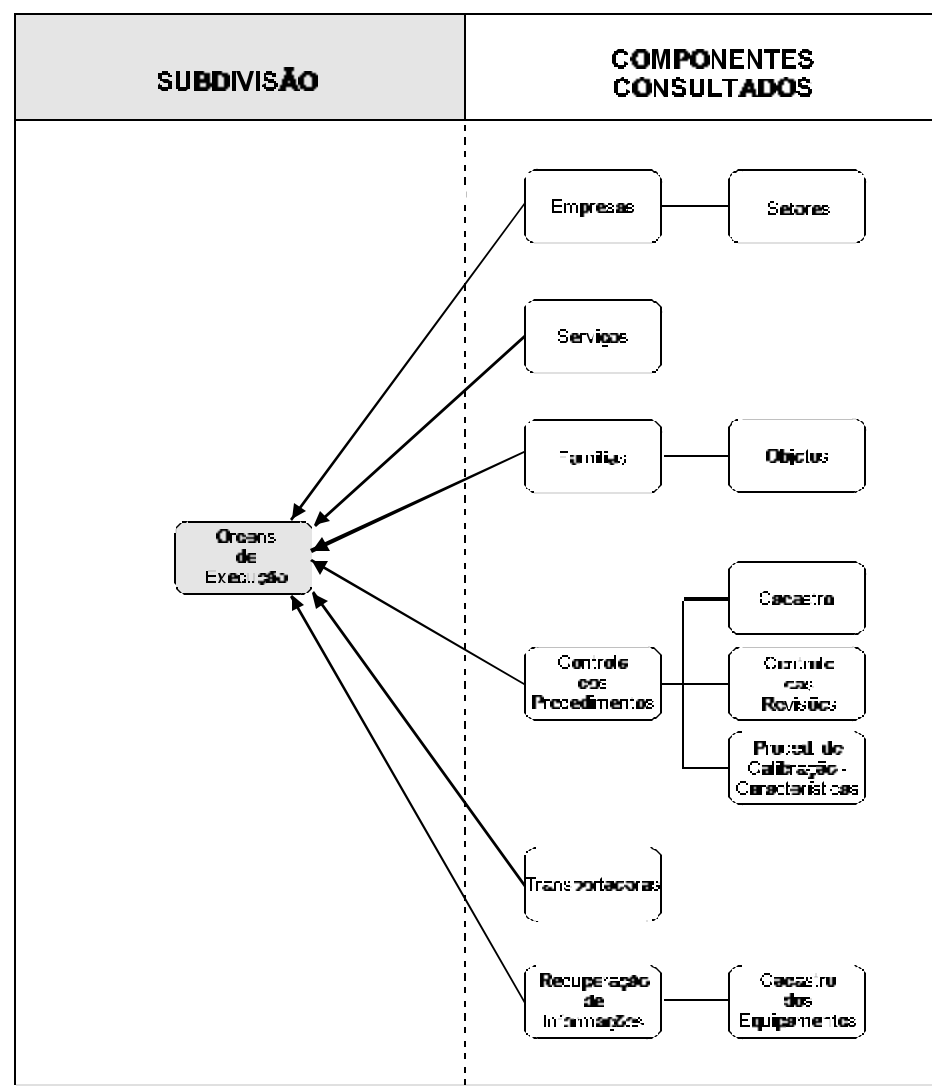 SUBDIVISÃO
COMPONENTES
CONSULTADOS
Empresas
Setores
Serviços
Famílias
Objetos
Órgãos
de
Execução
Cadastro
Controle
dos
Procedimentos
Controle
das
Revisões
Proced. de
Calibração -
Características
Transportadoras
Recuperação
de
Informações
Cadastro
dos
Equipamentos